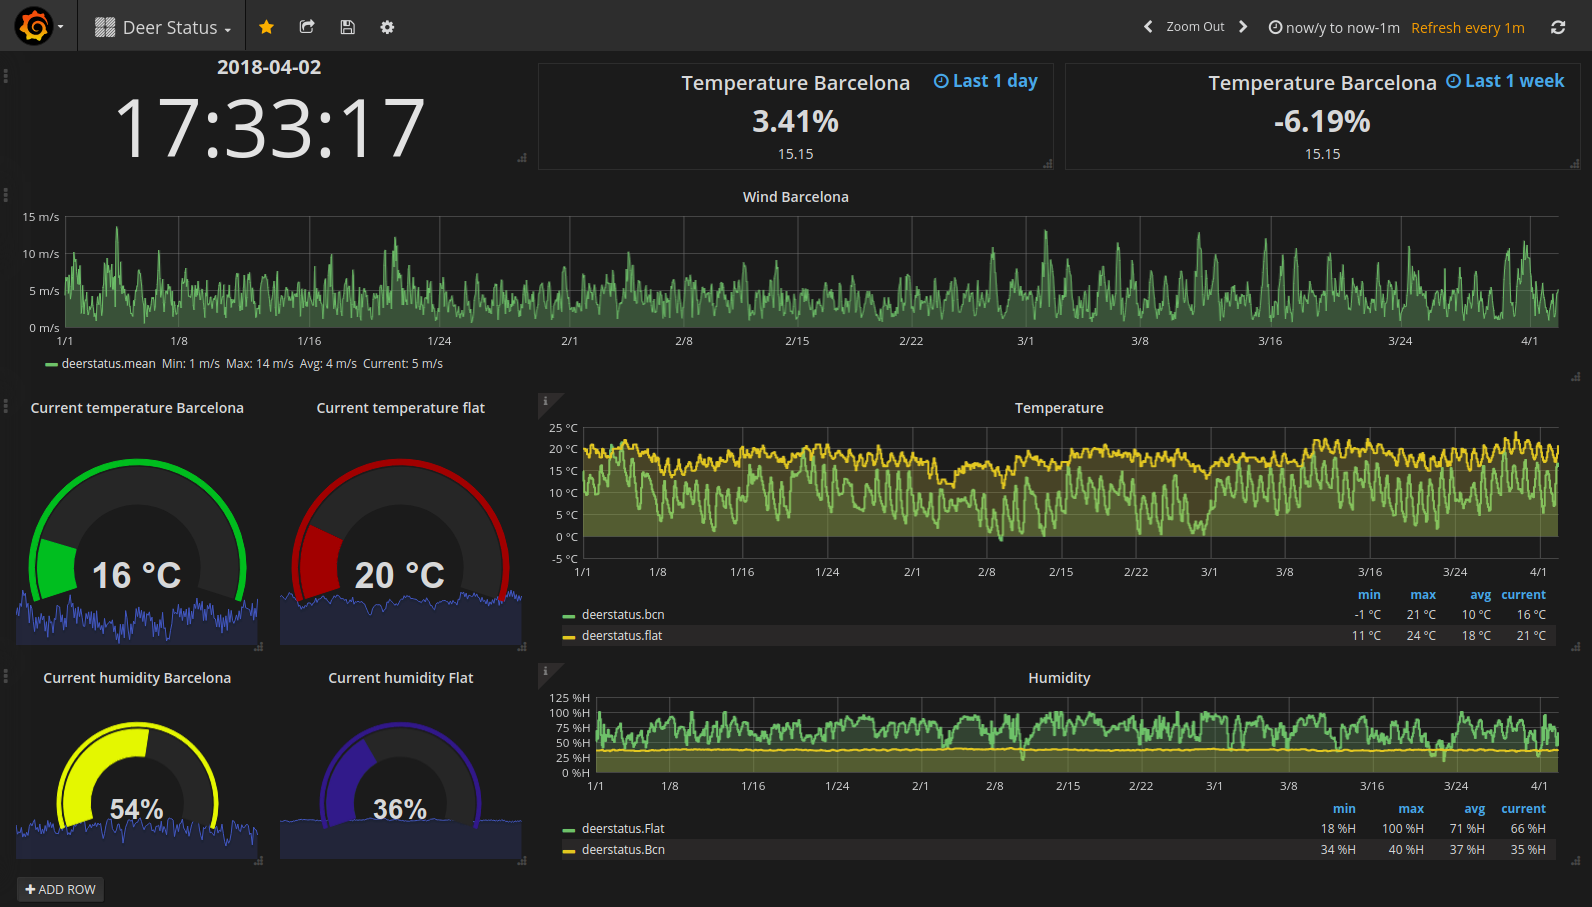 Deer Status
Zoom Out
now/y to now-1m Refresh every 1m
2018-04-02
17:33:17
Temperature Barcelona Last 1 day
3.41%
15.15
Temperature Barcelona Last 1 week
-6.19%
15.15
Wind Barcelona
15 m/s
10 m/s
5 m/s
0 m/s
1/1 1/8 1/16 1/24 2/1 2/8 2/15 2/22 3/1 3/8 3/16 3/24 4/1
deerstatus.mean Min: 1 m/s Max: 14 m/s Avg: 4 m/s Current: 5 m/s
Current temperature Barcelona
16 °C
Current temperature flat
20 °C
i
Temperature
25 °C
20 °C
15 °C
10 °C
5 °C
0 °C
-5 °C
1/1 1/8 1/16 1/24 2/1 2/8 2/15 2/22 3/1 3/8 3/16 3/24 4/1
min max avg current
deerstatus.bcn -1 °C 21 °C 10 °C 16 °C
deerstatus.flat 11 °C 24 °C 18 °C 21 °C
Current humidity Barcelona
54%
Current humidity Flat
36%
i
Humidity
125 %H
100 %H
75 %H
50 %H
25 %H
0 %H
1/1 1/8 1/16 1/24 2/1 2/8 2/15 2/22 3/1 3/8 3/16 3/24 4/1
min max avg current
deerstatus.Flat 18 %H 100 %H 71 %H 66 %H
deerstatus.Bcn 34 %H 40 %H 37 %H 35 %H
+ ADD ROW